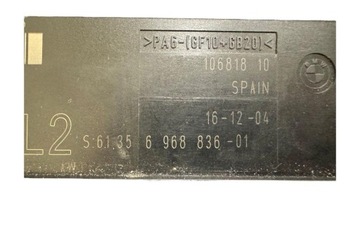 >PA6-(GF10+GB20)<
106818 10
SPAIN
16-12-04
L2
S:61.35 6 968 836-01